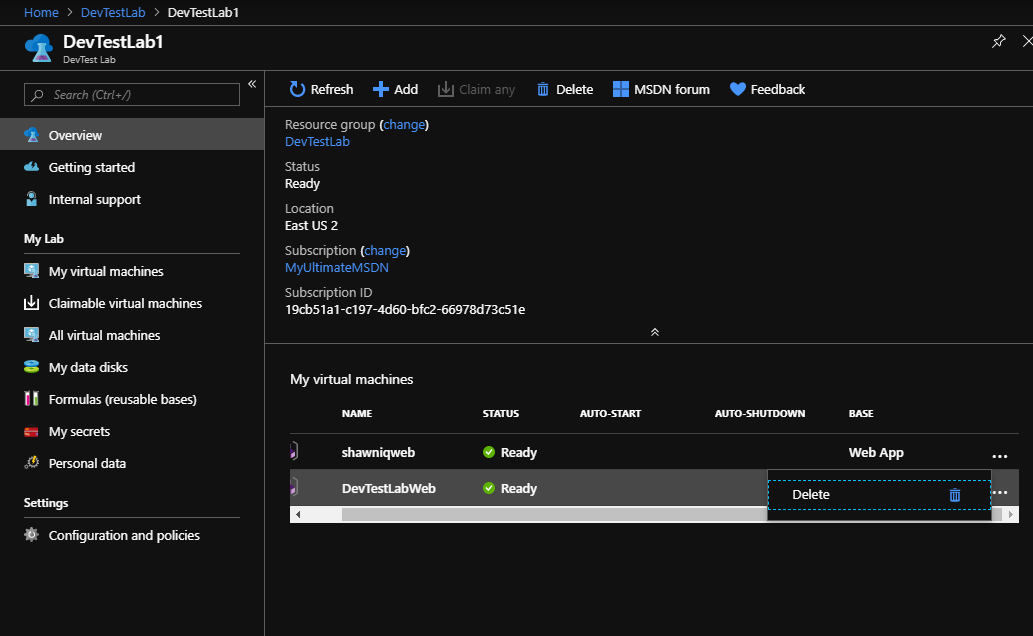 Home > DevTestLab > DevTestLab1
DevTestLab1
DevTest Lab
Search (Ctrl+/)
«
Overview
Getting started
Internal support
My Lab
My virtual machines
Claimable virtual machines
All virtual machines
My data disks
Formulas (reusable bases)
My secrets
Personal data
Settings
Configuration and policies
Refresh Add Claim any Delete MSDN forum Feedback
Resource group (change)
DevTestLab
Status
Ready
Location
East US 2
Subscription (change)
MyUltimateMSDN
Subscription ID
19cb51a1-c197-4d60-bfc2-66978d73c51e
My virtual machines
NAME STATUS AUTO-START AUTO-SHUTDOWN BASE
shawniqweb Ready Web App ...
DevTestLabWeb Ready ...
Delete